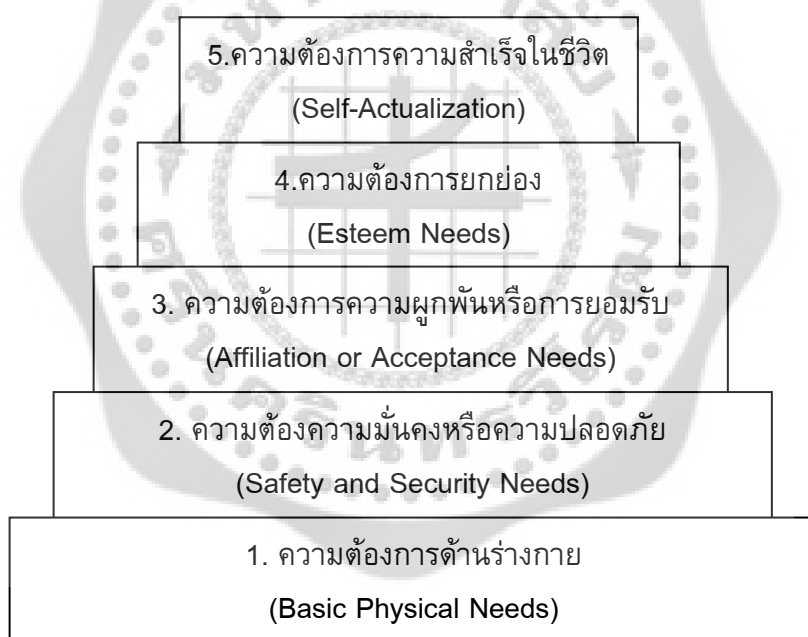 5.ความต้องการความสำเร็จในชีวิต
(Self-Actualization)
4.ความต้องการยกย่อง
(Esteem Needs)
3. ความต้องการความผูกพันหรือการยอมรับ
(Affiliation or Acceptance Needs)
2. ความต้องความมั่นคงหรือความปลอดภัย
(Safety and Security Needs)
1. ความต้องการด้านร่างกาย
(Basic Physical Needs)